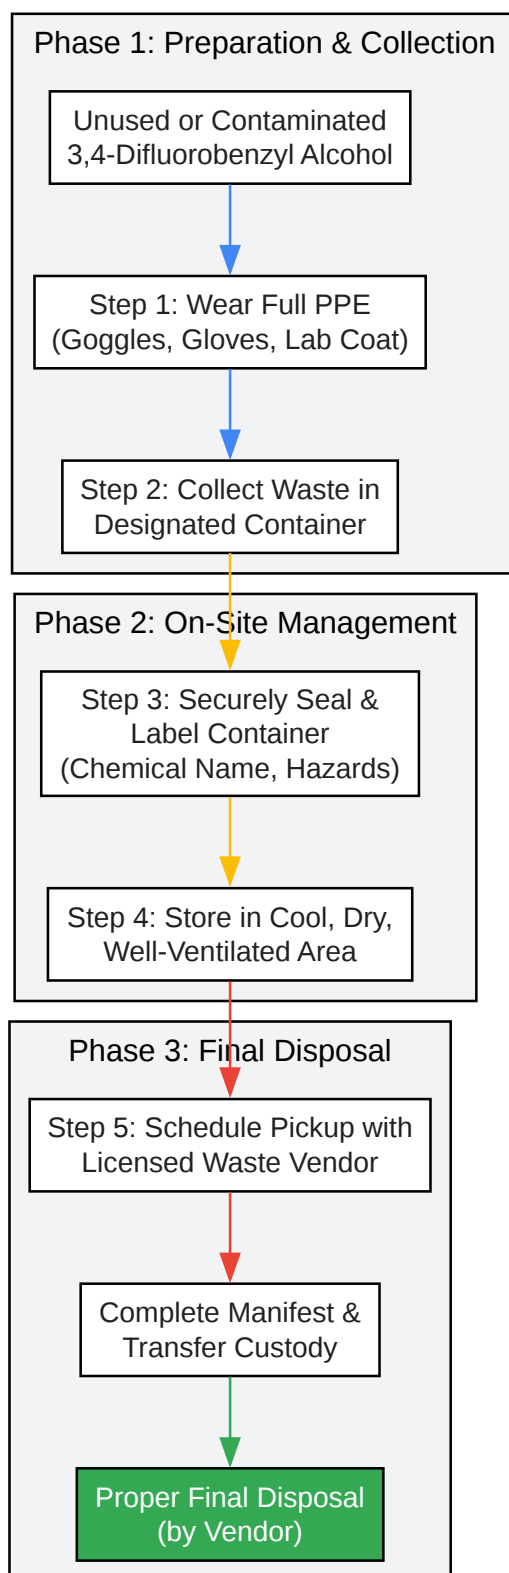 Phase 1: Preparation & Collection
Unused or Contaminated
3,4-Difluorobenzyl Alcohol
Step 1: Wear Full PPE
(Goggles, Gloves, Lab Coat)
Step 2: Collect Waste in
Designated Container
Phase 2: On-Site Management
Step 3: Securely Seal &
Label Container
(Chemical Name, Hazards)
Step 4: Store in Cool, Dry,
Well-Ventilated Area
Phase 3: Final Disposal
Step 5: Schedule Pickup with
Licensed Waste Vendor
Complete Manifest &
Transfer Custody
Proper Final Disposal
(by Vendor)